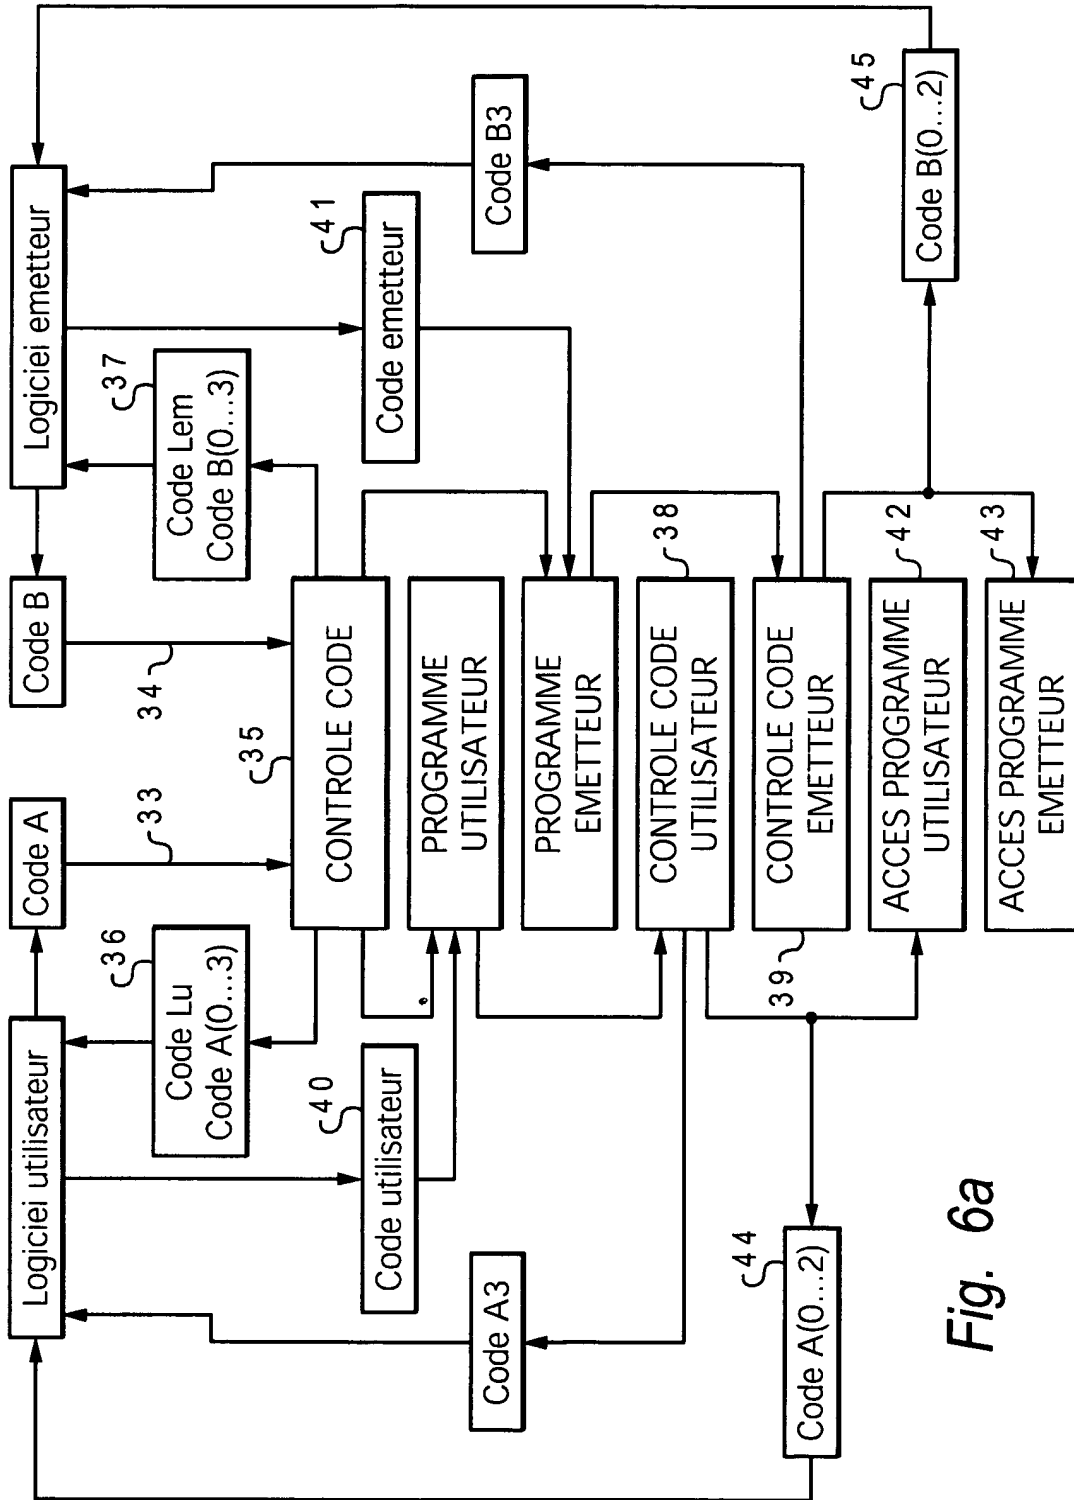 Logiciei utilisateur
Code A
Code B
Logiciei emetteur
33
34
36
Code Lu
Code A(0...3)
37
Code Lem
Code B(0...3)
35
CONTROLE CODE
40
Code utilisateur
41
Code emetteur
PROGRAMME
UTILISATEUR
Code A3
Code B3
PROGRAMME
EMETTEUR
38
CONTROLE CODE
UTILISATEUR
39
CONTROLE CODE
EMETTEUR
44
Code A(0...2)
42
ACCES PROGRAMME
UTILISATEUR
45
Code B(0...2)
43
ACCES PROGRAMME
EMETTEUR
Fig. 6a